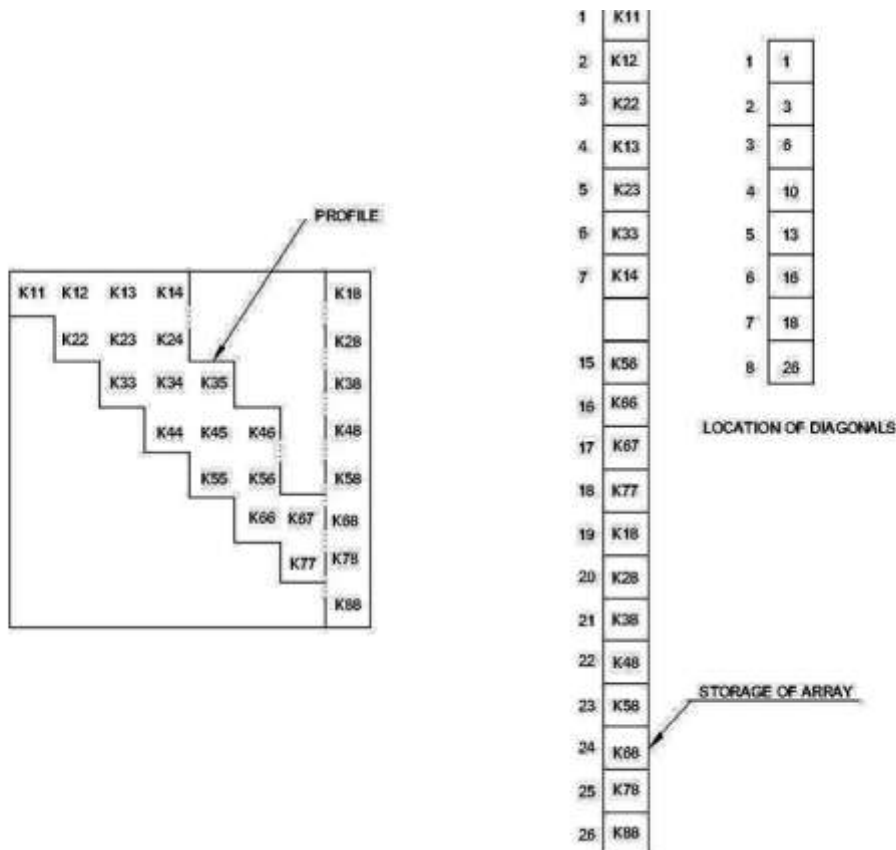 PROFILE
K11 K12 K13 K14 K18
K22 K23 K24 K28
K33 K34 K35 K38
K44 K45 K46 K48
K55 K56 K58
K66 K67 K68
K77 K78
K88
1 K11
2 K12
3 K22
4 K13
5 K23
6 K33
7 K14
15 K56
16 K66
17 K67
18 K77
19 K18
20 K28
21 K38
22 K48
23 K58
24 K68
25 K78
26 K88
STORAGE OF ARRAY
1 1
2 3
3 6
4 10
5 13
6 16
7 18
8 26
LOCATION OF DIAGONALS